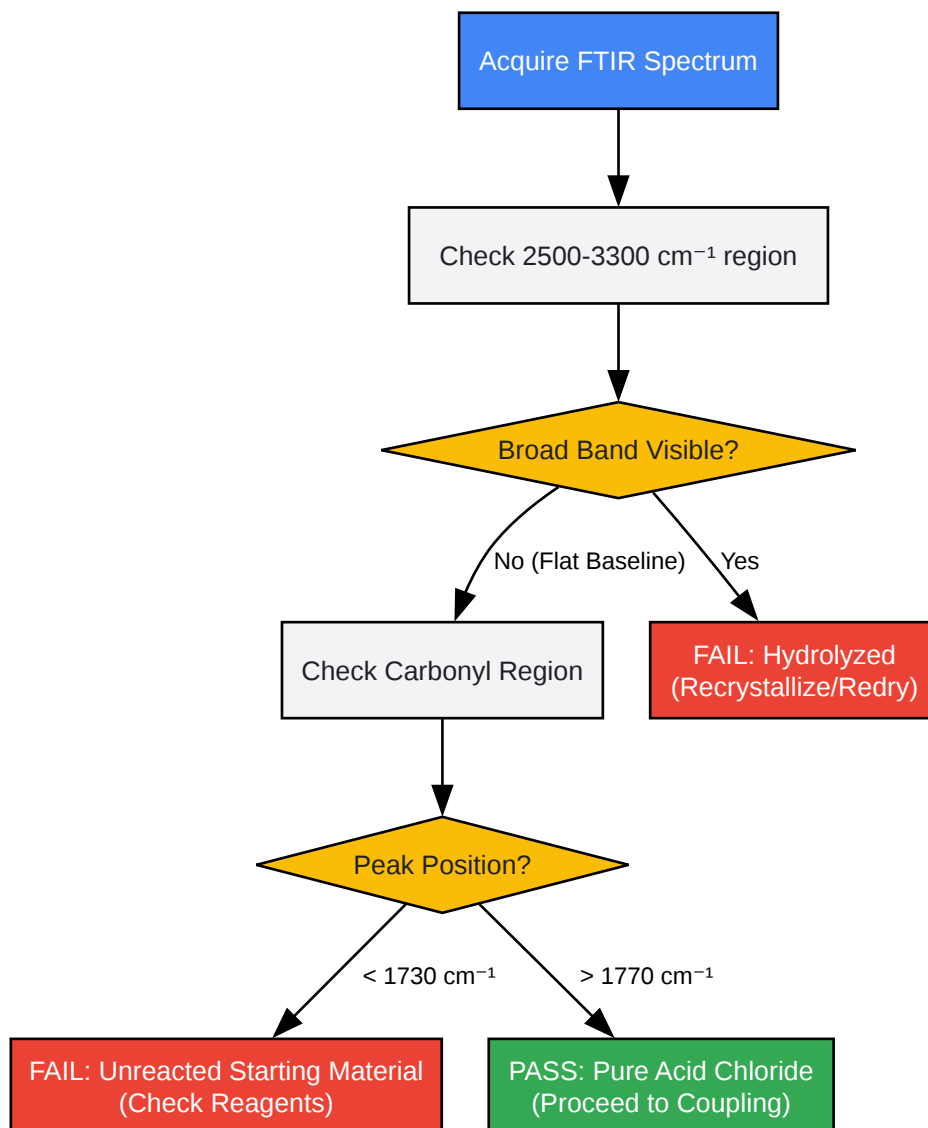 Acquire FTIR Spectrum
Check 2500-3300 cm⁻¹ region
Broad Band Visible?
No (Flat Baseline)
Yes
Check Carbonyl Region
FAIL: Hydrolyzed
(Recrystallize/Redry)
Peak Position?
< 1730 cm⁻¹
> 1770 cm⁻¹
FAIL: Unreacted Starting Material
(Check Reagents)
PASS: Pure Acid Chloride
(Proceed to Coupling)